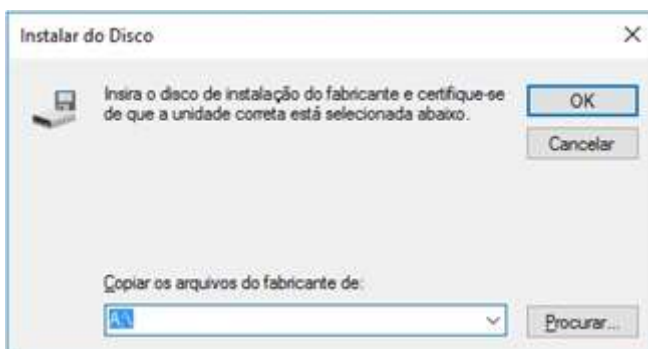 Instalar do Disco
Insira o disco de instalação do fabricante e certifique-se
de que a unidade correta está selecionada abaixo.
OK
Cancelar
Copiar os arquivos do fabricante de:
A:\
Procurar...